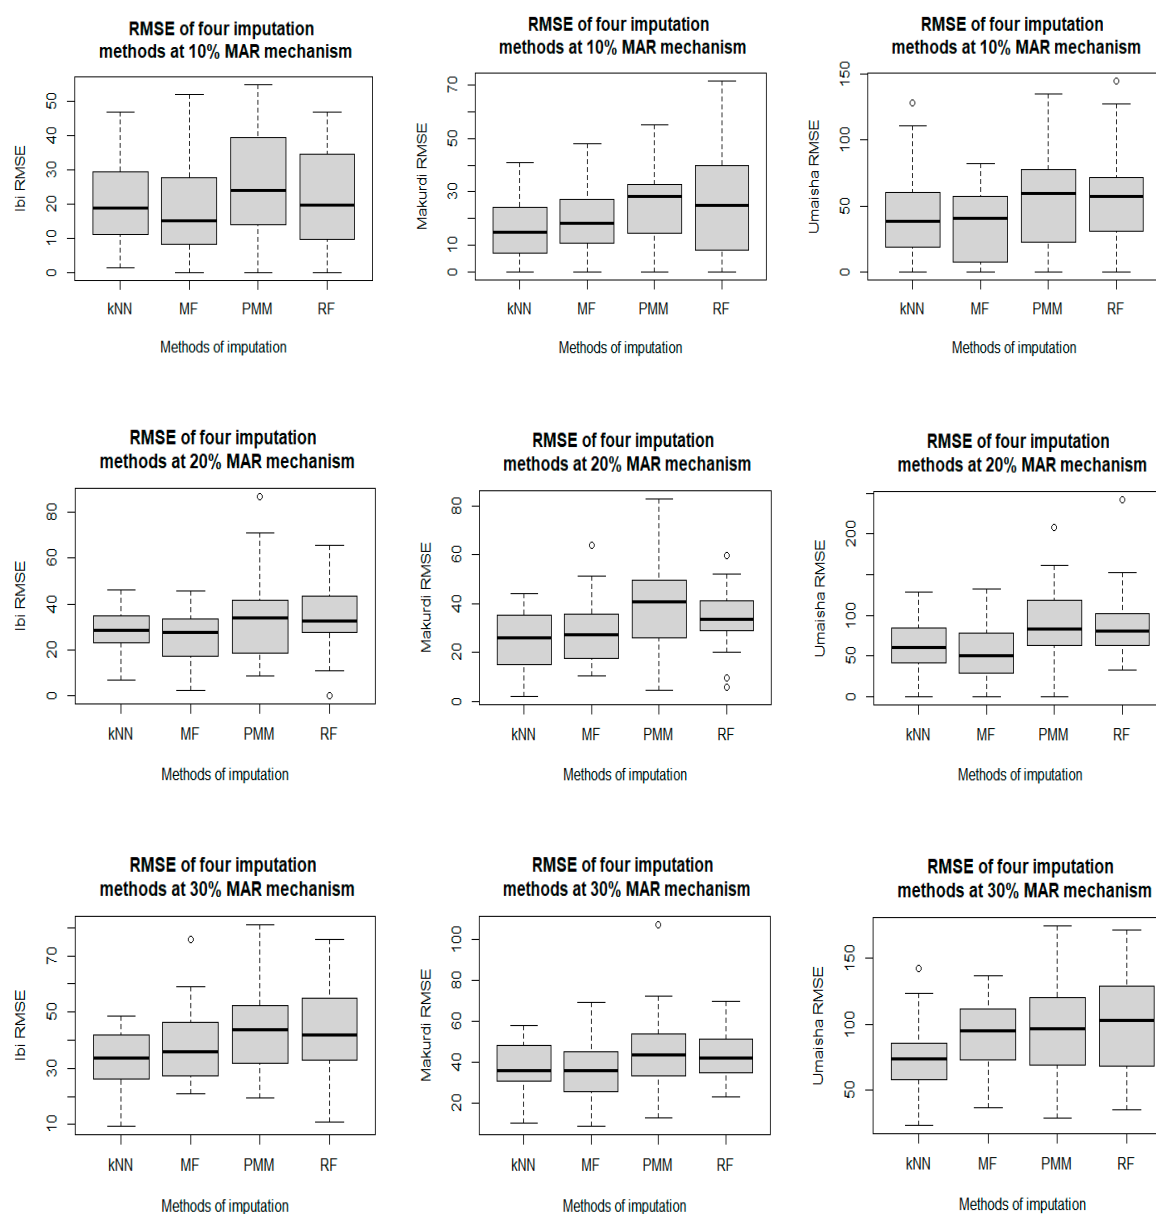 RMSE of four imputation
methods at 10% MAR mechanism
Ibi RMSE
0 10 20 30 40 50
kNN MF PMM RF
Methods of imputation
RMSE of four imputation
methods at 10% MAR mechanism
Makurdi RMSE
0 10 30 50 70
kNN MF PMM RF
Methods of imputation
RMSE of four imputation
methods at 10% MAR mechanism
Umaisha RMSE
0 50 100 150
kNN MF PMM RF
Methods of imputation
RMSE of four imputation
methods at 20% MAR mechanism
Ibi RMSE
0 20 40 60 80
kNN MF PMM RF
Methods of imputation
RMSE of four imputation
methods at 20% MAR mechanism
Makurdi RMSE
0 20 40 60 80
kNN MF PMM RF
Methods of imputation
RMSE of four imputation
methods at 20% MAR mechanism
Umaisha RMSE
0 50 100 200
kNN MF PMM RF
Methods of imputation
RMSE of four imputation
methods at 30% MAR mechanism
Ibi RMSE
10 30 50 70
kNN MF PMM RF
Methods of imputation
RMSE of four imputation
methods at 30% MAR mechanism
Makurdi RMSE
20 40 60 80 100
kNN MF PMM RF
Methods of imputation
RMSE of four imputation
methods at 30% MAR mechanism
Umaisha RMSE
50 100 150
kNN MF PMM RF
Methods of imputation